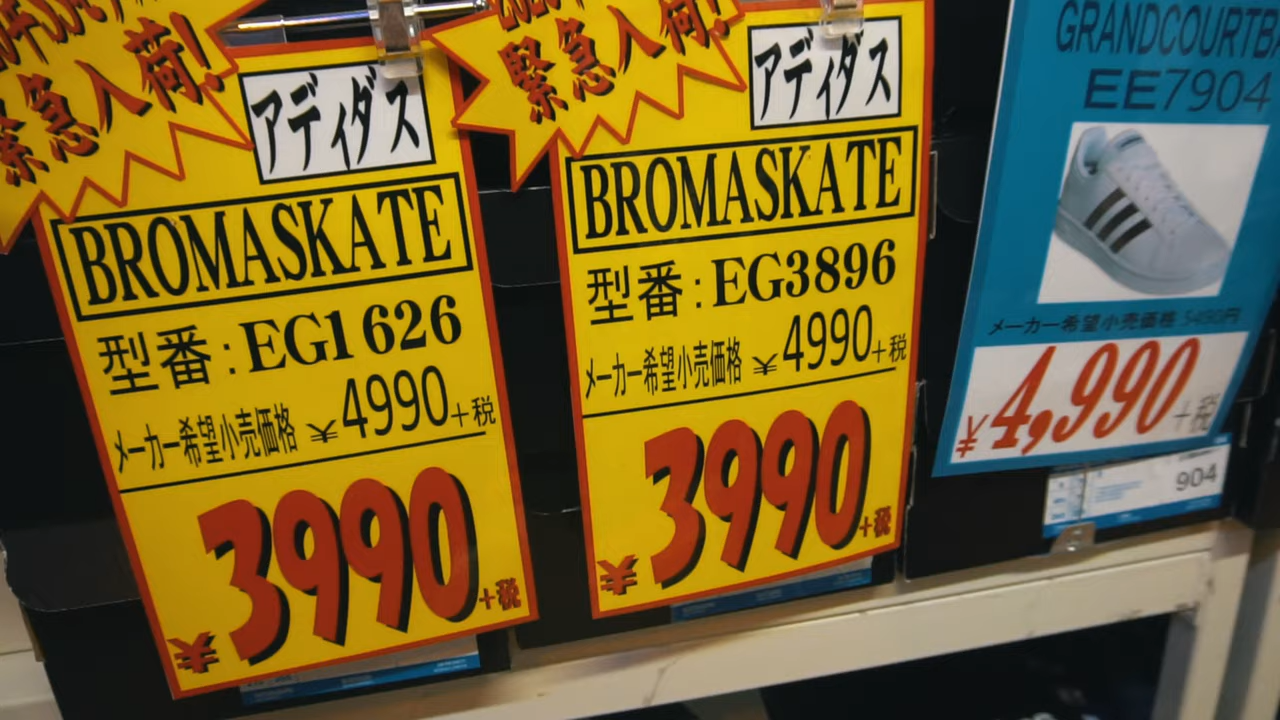 緊急入荷!
アディダス
BROMASKATE
型番:EG1626
メーカー希望小売価格 ¥4990+税
¥3990+税
緊急入荷!
アディダス
BROMASKATE
型番:EG3896
メーカー希望小売価格 ¥4990+税
¥3990+税
EE7904
メーカー希望小売価格 5490円
¥4,990+税
904